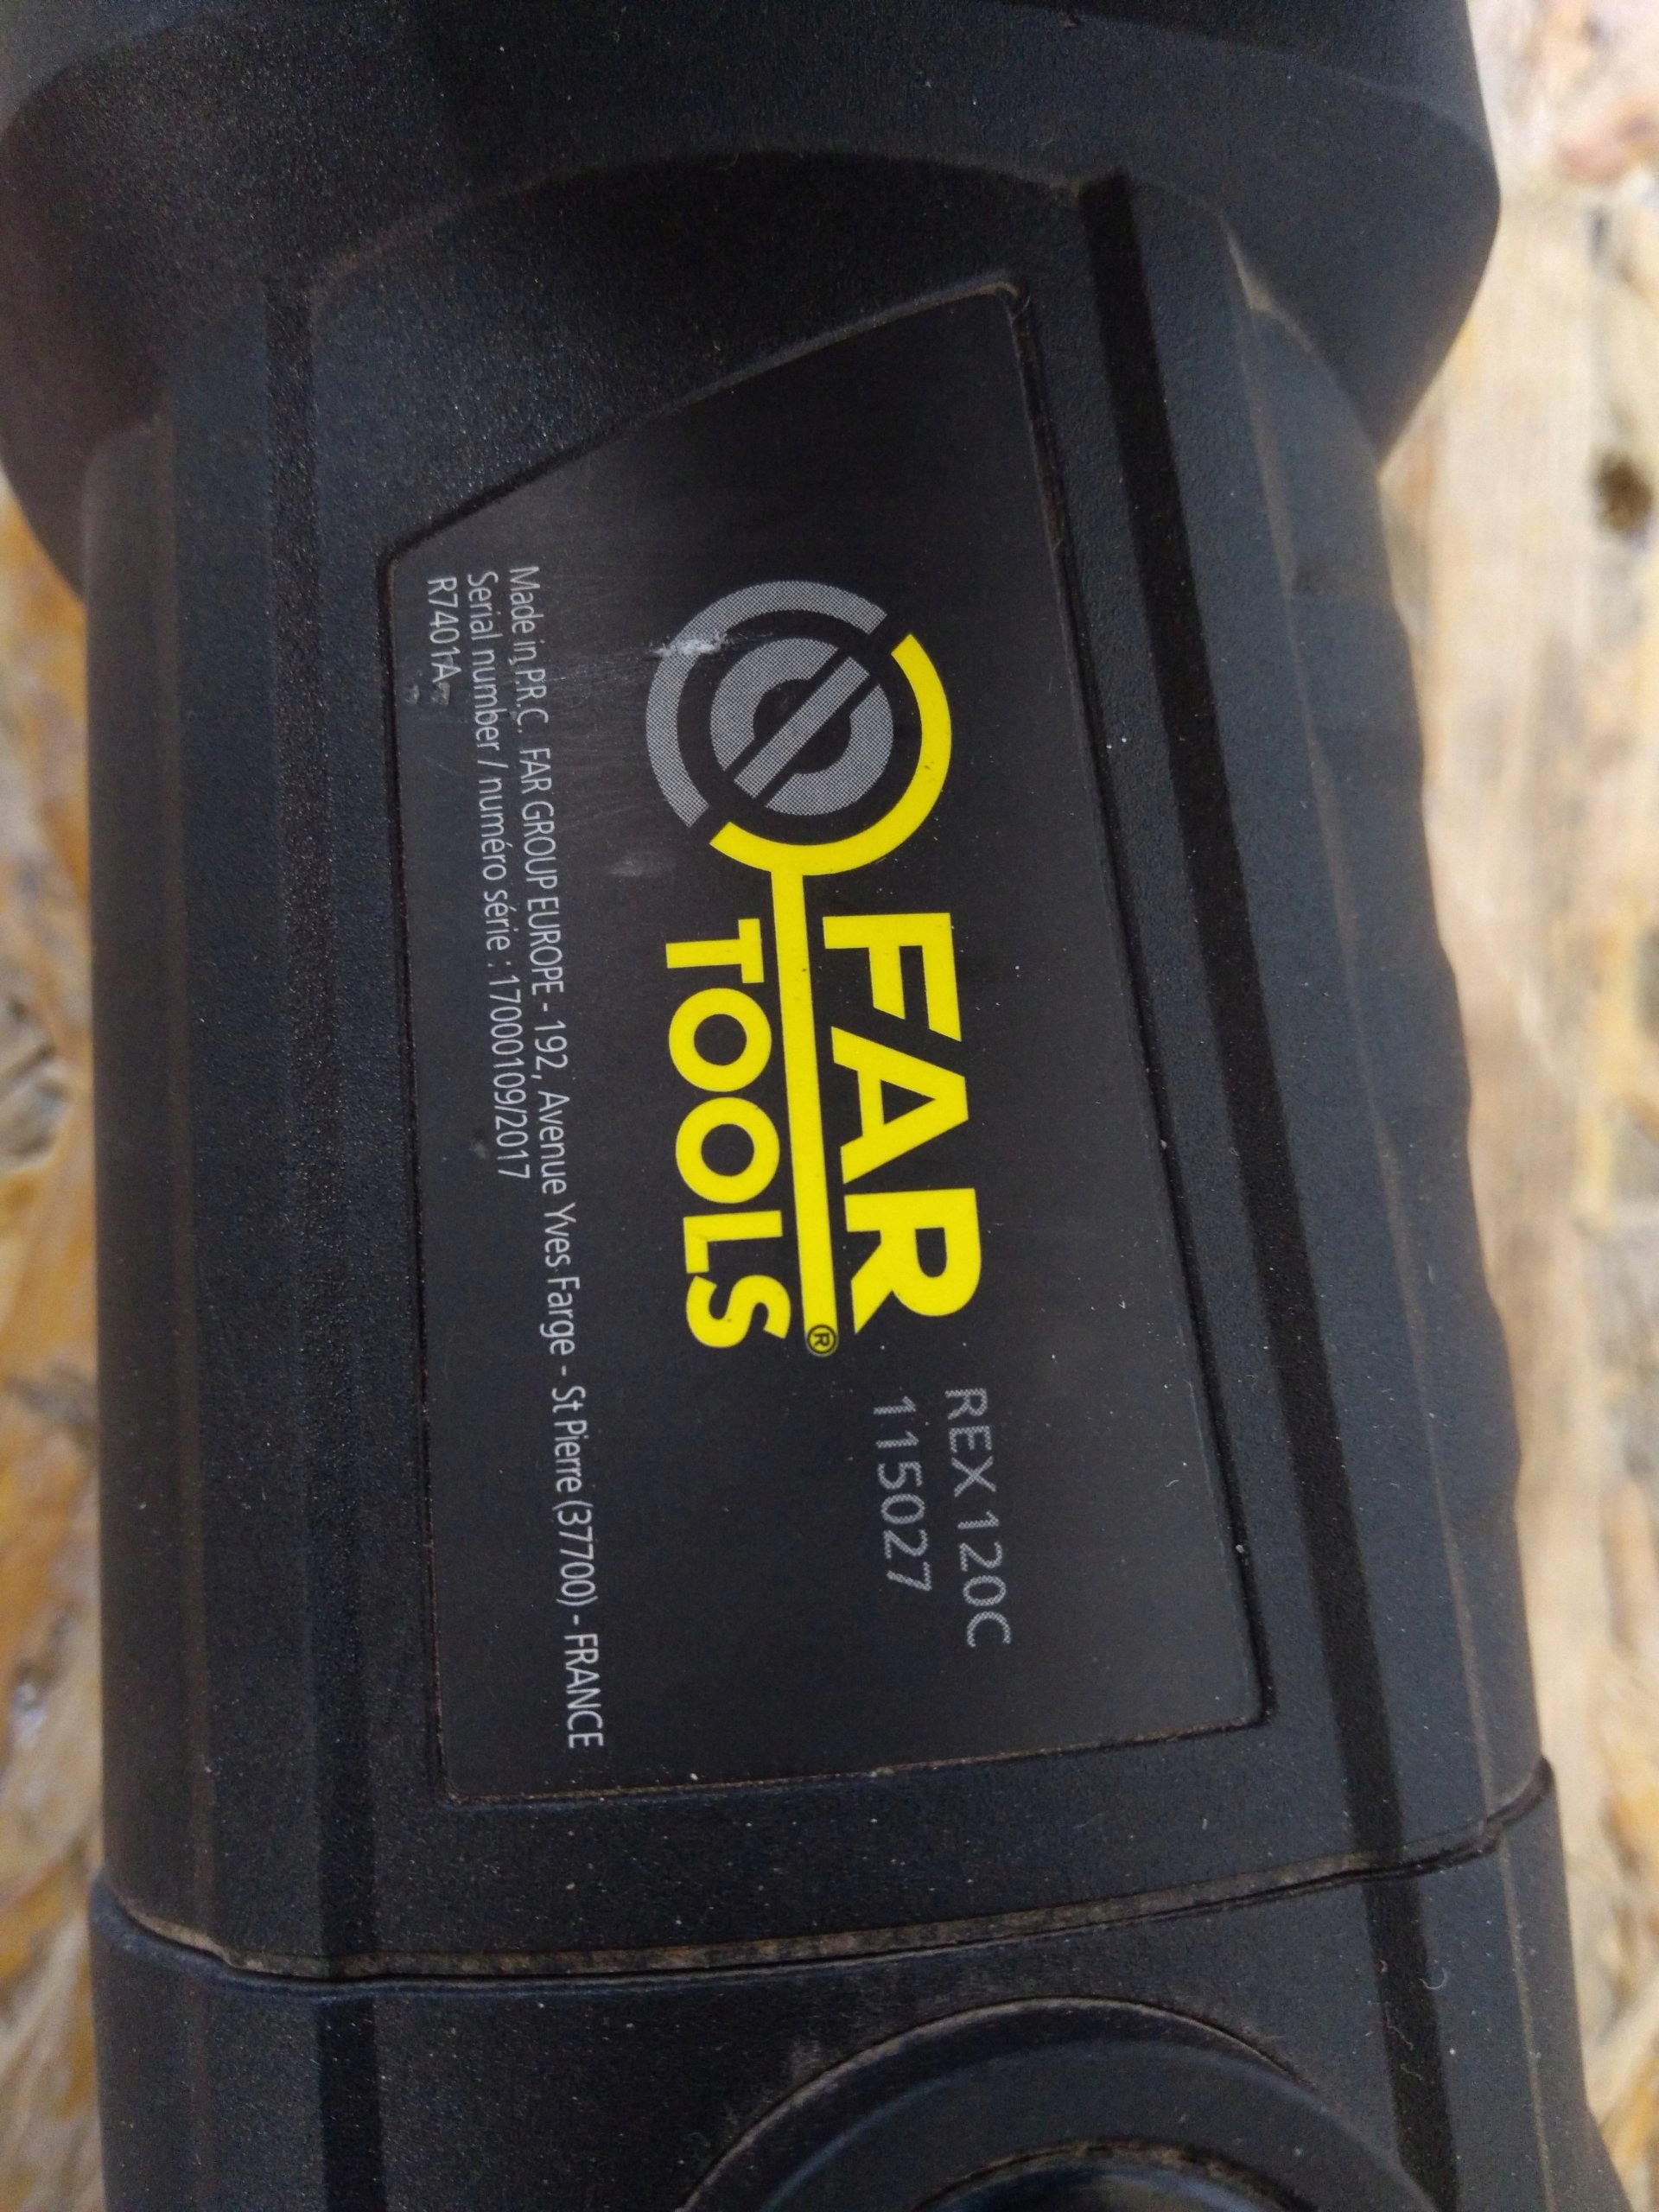 FAR
TOOLS®
REX 120C
115027
Made in P.R.C. FAR GROUP EUROPE - 192, Avenue Yves Farge - St Pierre (37700) - FRANCE
Serial number / numéro série : 17000109/2017
R7401A